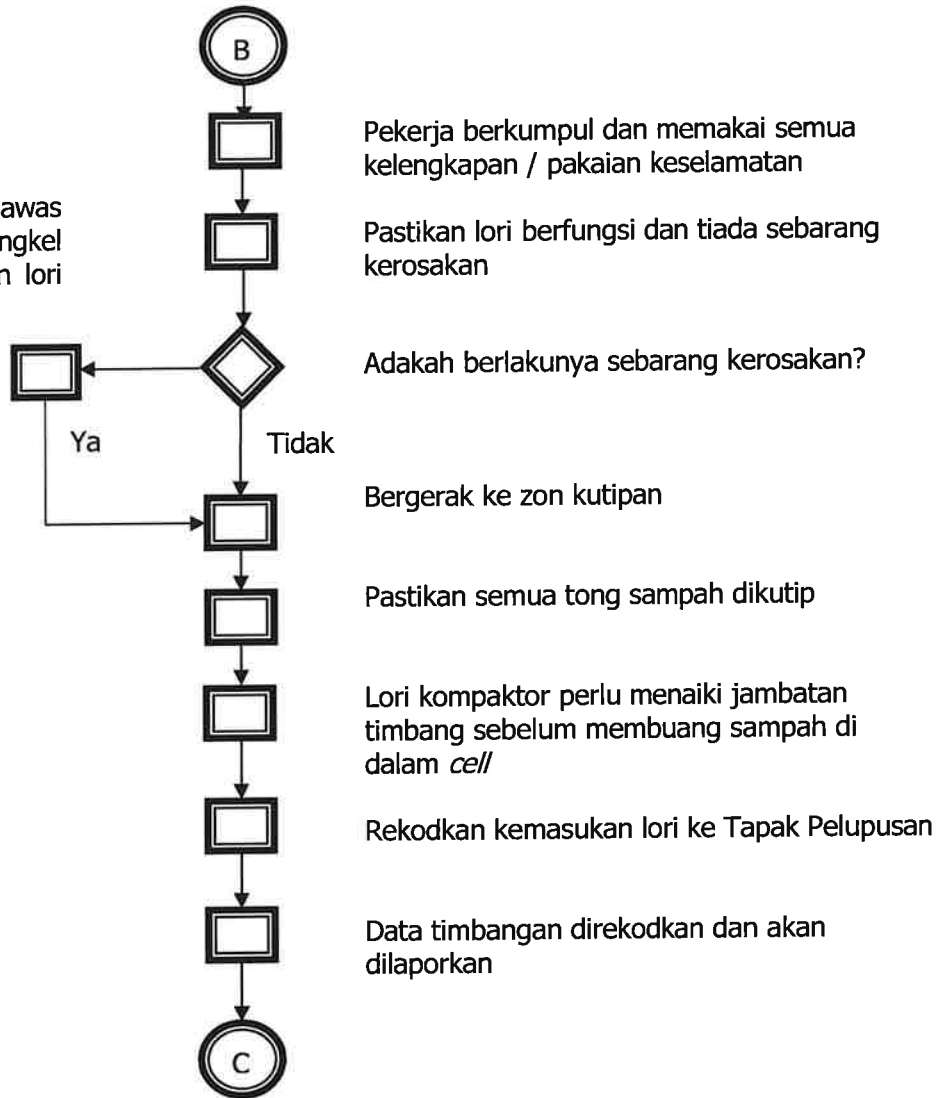 B
Pekerja berkumpul dan memakai semua
kelengkapan / pakaian keselamatan
Pastikan lori berfungsi dan tiada sebarang
kerosakan
lori
Adakah berlakunya sebarang kerosakan?
Ya
Tidak
Bergerak ke zon kutipan
Pastikan semua tong sampah dikutip
Lori kompaktor perlu menaiki jambatan
timbang sebelum membuang sampah di
dalam cell
Rekodkan kemasukan lori ke Tapak Pelupusan
Data timbangan direkodkan dan akan
dilaporkan
C